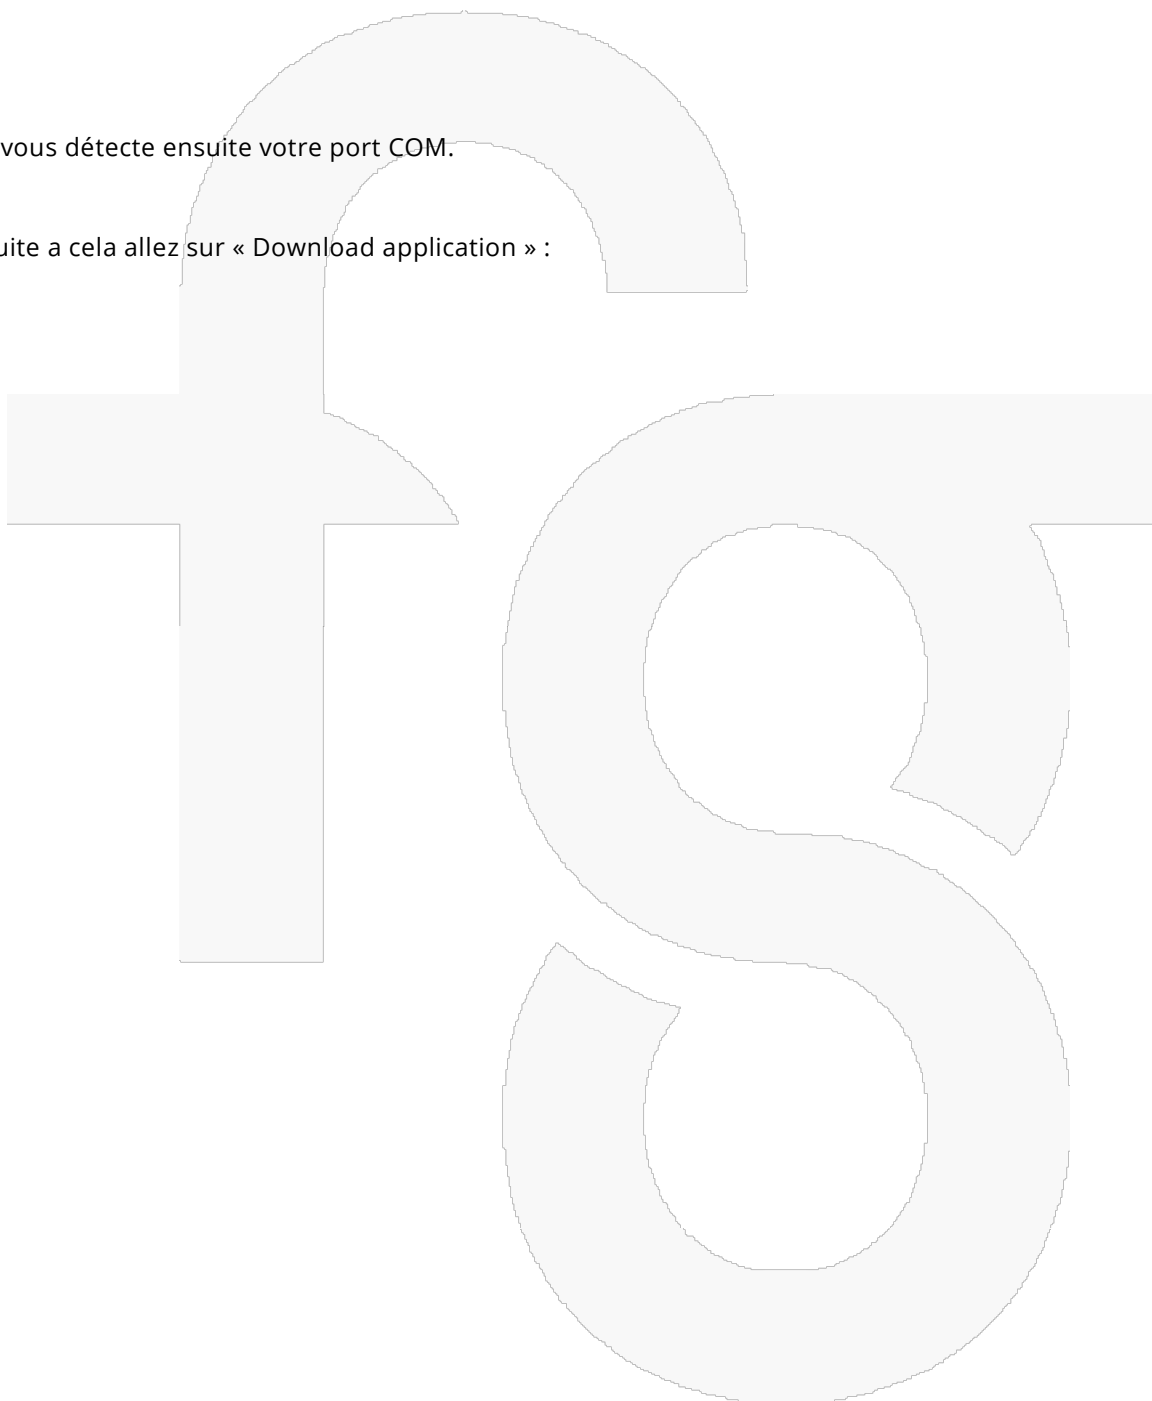 vous détecte ensuite votre port COM.
uite a cela allez sur « Download application » :